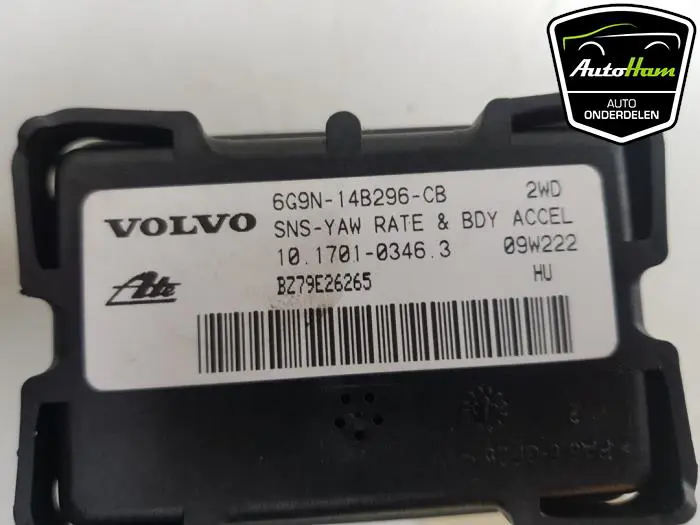 AutoHam
AUTO
ONDERDELEN
6G9N-14B296-CB 2WD
VOLVO
SNS-YAW RATE & BDY ACCEL
10.1701-0346.3 09W222
Ate
BZ79E26265 HU